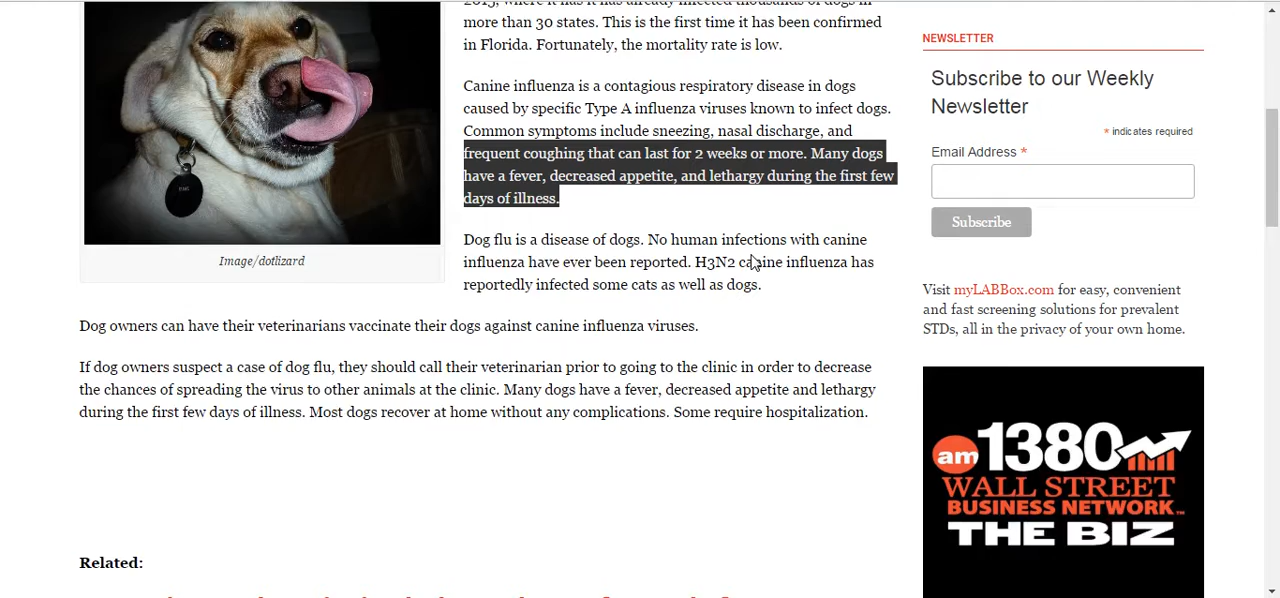 2015, where it has it has already infected thousands of dogs in
more than 30 states. This is the first time it has been confirmed
in Florida. Fortunately, the mortality rate is low.
Canine influenza is a contagious respiratory disease in dogs
caused by specific Type A influenza viruses known to infect dogs.
Common symptoms include sneezing, nasal discharge, and
frequent coughing that can last for 2 weeks or more. Many dogs
have a fever, decreased appetite, and lethargy during the first few
days of illness.
Image/dotlizard
Dog flu is a disease of dogs. No human infections with canine
influenza have ever been reported. H3N2 canine influenza has
reportedly infected some cats as well as dogs.
Dog owners can have their veterinarians vaccinate their dogs against canine influenza viruses.
If dog owners suspect a case of dog flu, they should call their veterinarian prior to going to the clinic in order to decrease
the chances of spreading the virus to other animals at the clinic. Many dogs have a fever, decreased appetite and lethargy
during the first few days of illness. Most dogs recover at home without any complications. Some require hospitalization.
Related:
NEWSLETTER
Subscribe to our Weekly
Newsletter
* indicates required
Email Address *
Subscribe
Visit myLABBox.com for easy, convenient
and fast screening solutions for prevalent
STDs, all in the privacy of your own home.
am 1380
WALL STREET
BUSINESS NETWORK™
THE BIZ